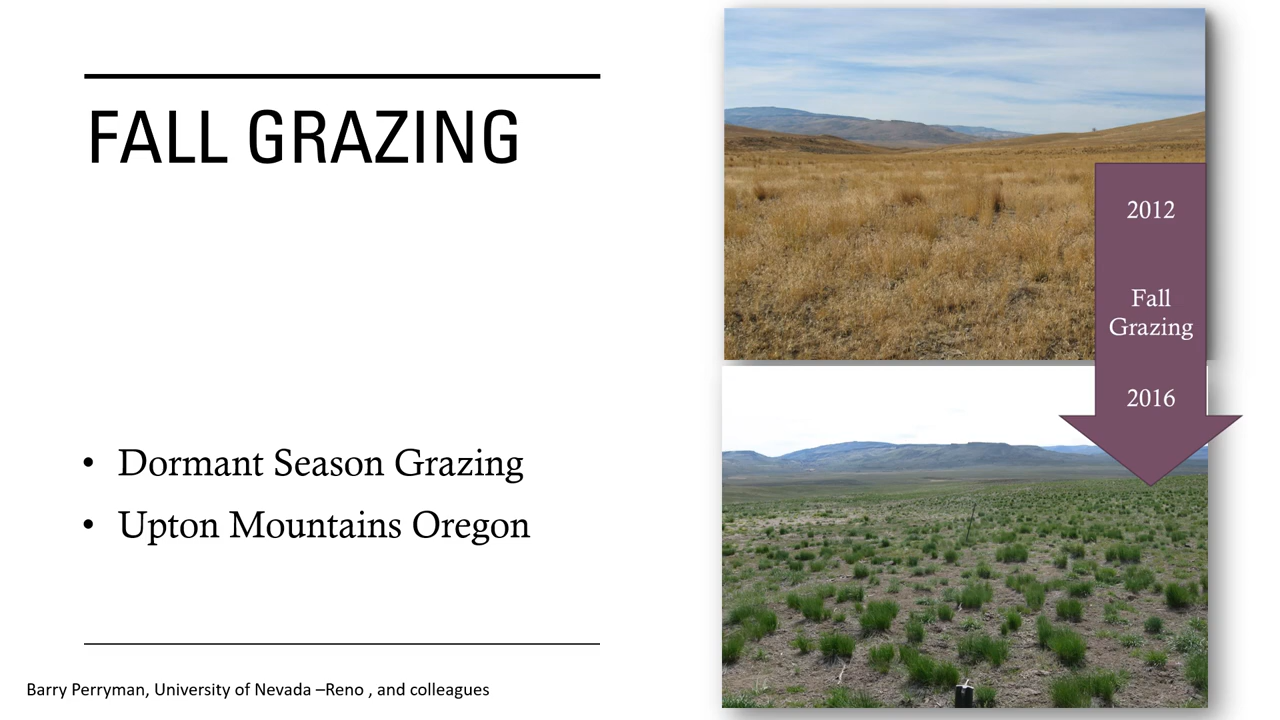 FALL GRAZING
• Dormant Season Grazing
• Upton Mountains Oregon
Barry Perryman, University of Nevada –Reno , and colleagues
2012
Fall
Grazing
2016